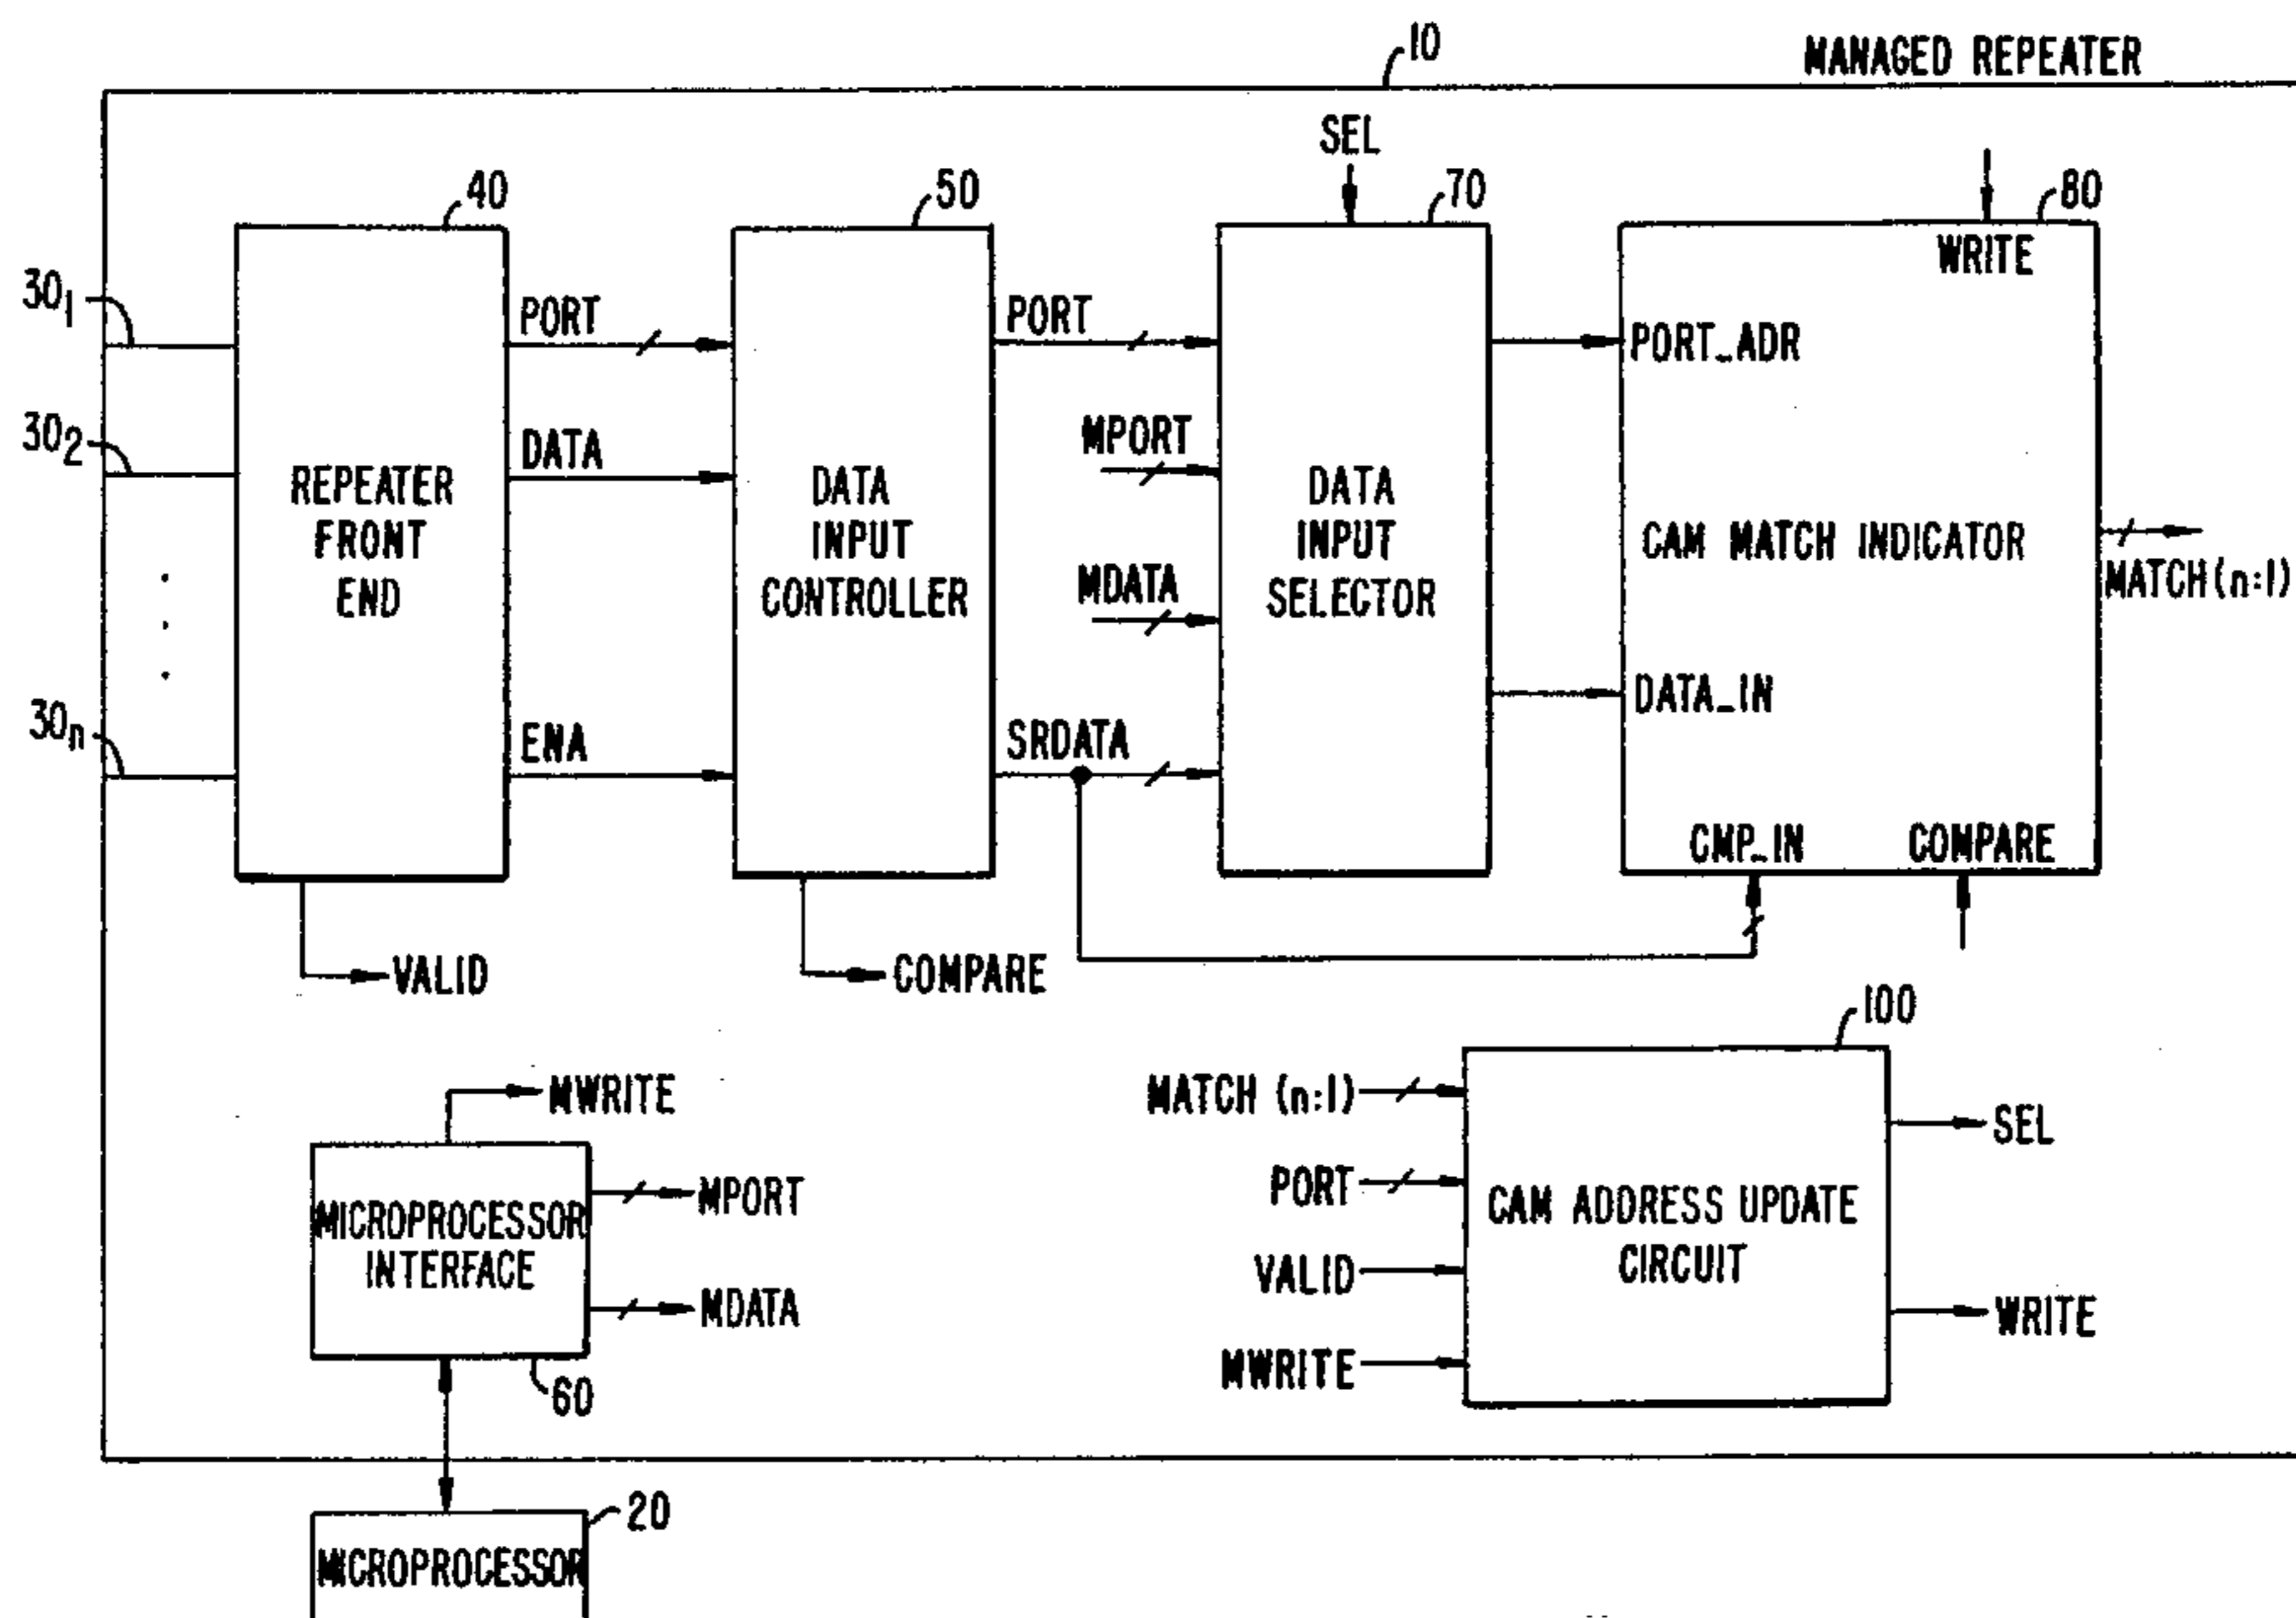 10
MANAGED REPEATER
SEL
40
50
70
80
WRITE
30₁
PORT
PORT
PORT_ADR
30₂
DATA
MPORT
REPEATER
FRONT
END
DATA
INPUT
CONTROLLER
DATA
INPUT
SELECTOR
CAM MATCH INDICATOR
MDATA
MATCH(n:1)
30ₙ
ENA
SRDATA
DATA_IN
CMP_IN
COMPARE
VALID
COMPARE
100
MWRITE
MATCH (n:1)
SEL
MICROPROCESSOR
INTERFACE
MPORT
PORT
CAM ADDRESS UPDATE
CIRCUIT
MDATA
VALID
WRITE
60
MWRITE
20
MICROPROCESSOR